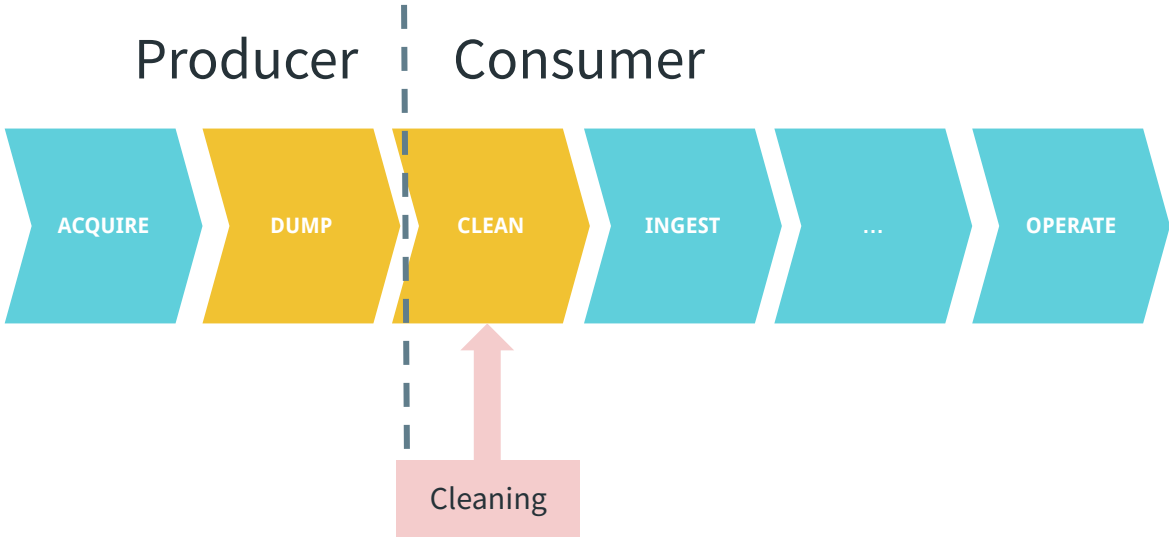 Producer
Consumer
ACQUIRE
DUMP
CLEAN
INGEST
...
OPERATE
Cleaning